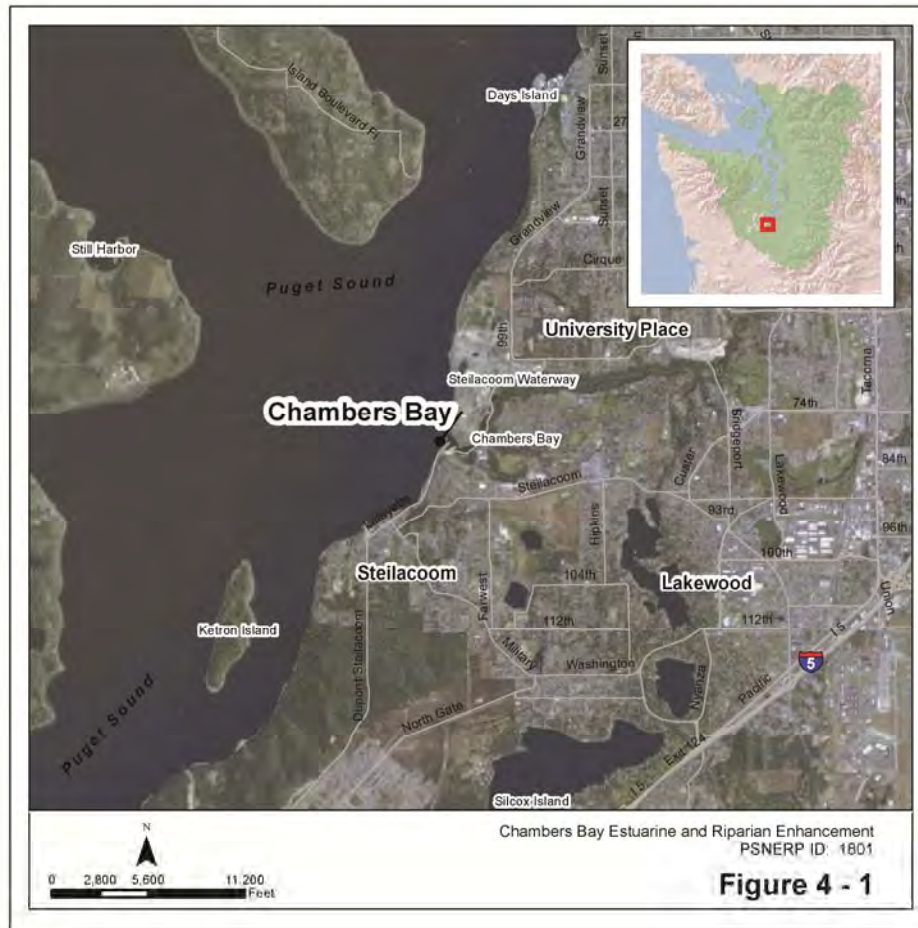 Island Boulevard Fi
Days Island
Sunset
Grandview
27
Sunset
Grandview
Still Harbor
Puget Sound
Cirque
99th
University Place
Steilacoom Waterway
Chambers Bay
Chambers Bay
Tacoma
74th
Bridgeport
Custer
Lakewood
84th
Steilacoom
Lafayette
93rd
96th
Hipkins
100th
Steilacoom
104th
Lakewood
Union
Farwest
112th
112th
Ketron Island
Military
Washington
I 5
5
Dupont Steilacoom
Nyanza
Pacific
North Gate
Puget Sound
Exit 124
I 5
Silcox Island
Chambers Bay Estuarine and Riparian Enhancement
PSNERP ID: 1801
N
0 2,800 5,600 11,200
Feet
Figure 4 - 1